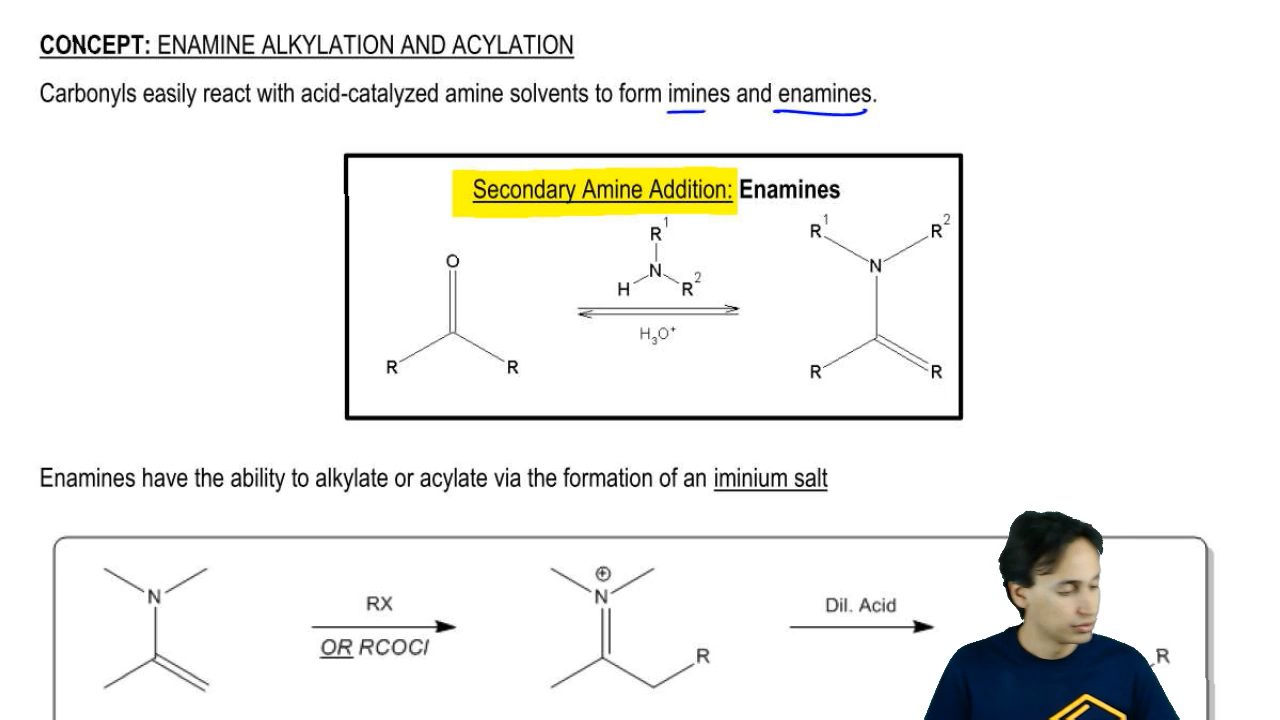 CONCEPT: ENAMINE ALKYLATION AND ACYLATION
Carbonyls easily react with acid-catalyzed amine solvents to form imines and enamines.
Secondary Amine Addition: Enamines
O
R R
R¹
N
H R²
H₃O⁺
R¹ R²
N
R R
Enamines have the ability to alkylate or acylate via the formation of an iminium salt
N
RX
OR RCOCl
⊕
N
R
Dil. Acid
R